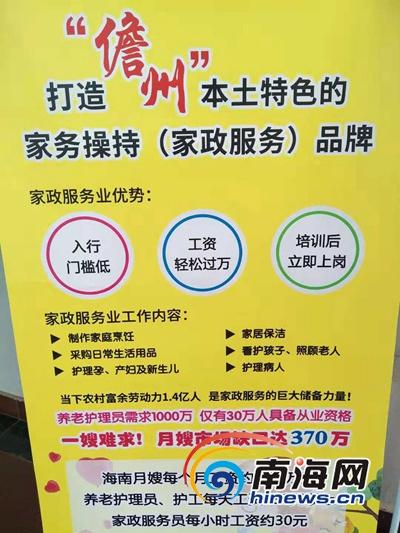 “儋州”
打造 本土特色的
家务操持（家政服务）品牌
家政服务业优势：
入行
门槛低
工资
轻松过万
培训后
立即上岗
家政服务业工作内容：
▶ 制作家庭烹饪
▶ 采购日常生活用品
▶ 护理孕、产妇及新生儿
▶ 家居保洁
▶ 看护孩子、照顾老人
▶ 护理病人
当下农村富余劳动力1.4亿人 是家政服务的巨大储备力量！
养老护理员需求1000万 仅有30万人具备从业资格
一嫂难求！月嫂市场缺口已达370万
海南月嫂每个月
养老护理员、护工每天工
家政服务员每小时工资约30元
南海网
hinews.cn